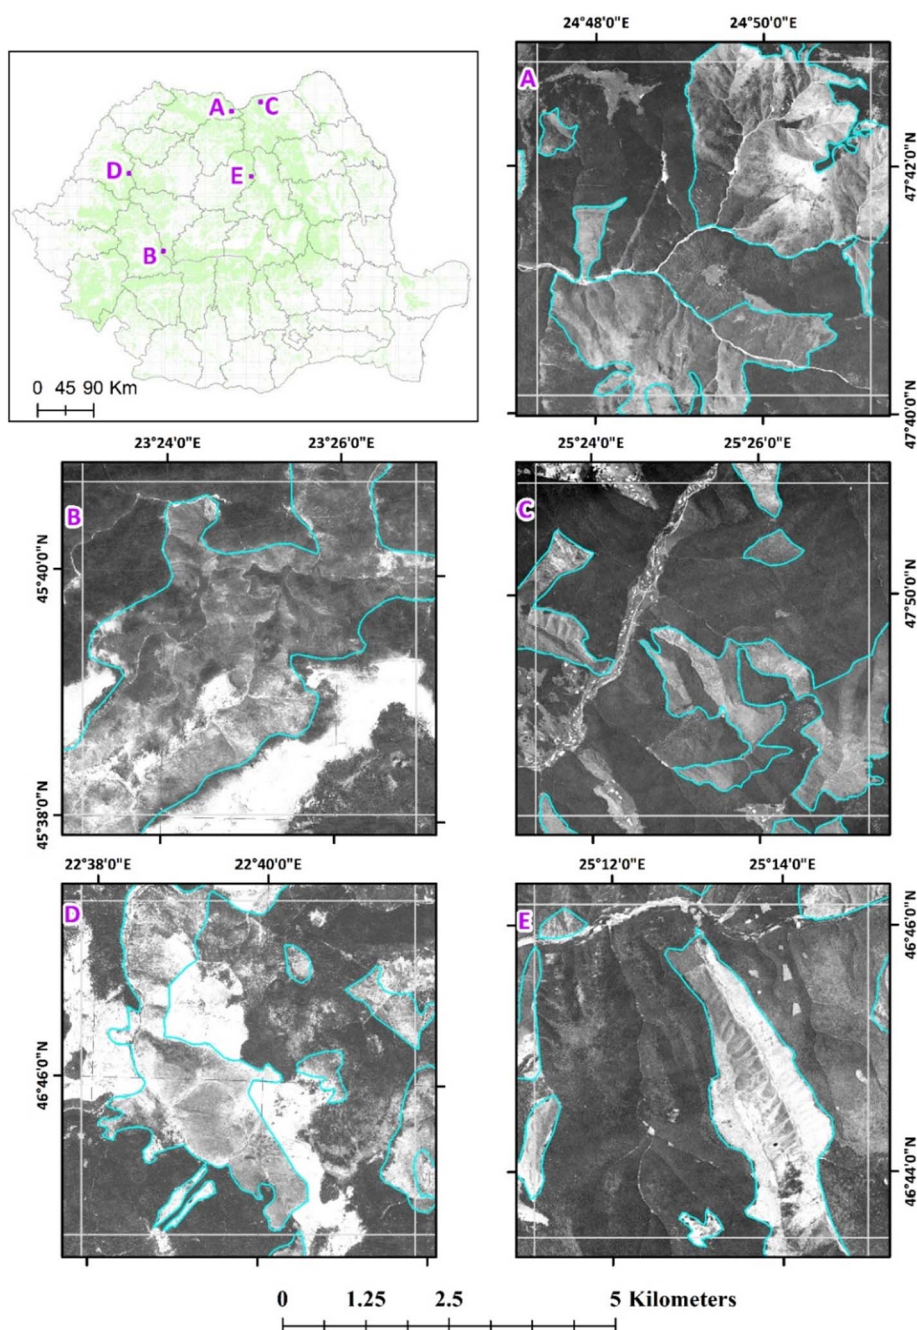 24°48'0"E 24°50'0"E
A
47°42'0"N
47°40'0"N
A C
D
E
B
0 45 90 Km
23°24'0"E 23°26'0"E
B
45°40'0"N
45°38'0"N
25°24'0"E 25°26'0"E
C
47°50'0"N
22°38'0"E 22°40'0"E
D
46°46'0"N
25°12'0"E 25°14'0"E
E
46°46'0"N
46°44'0"N
0 1.25 2.5 5 Kilometers